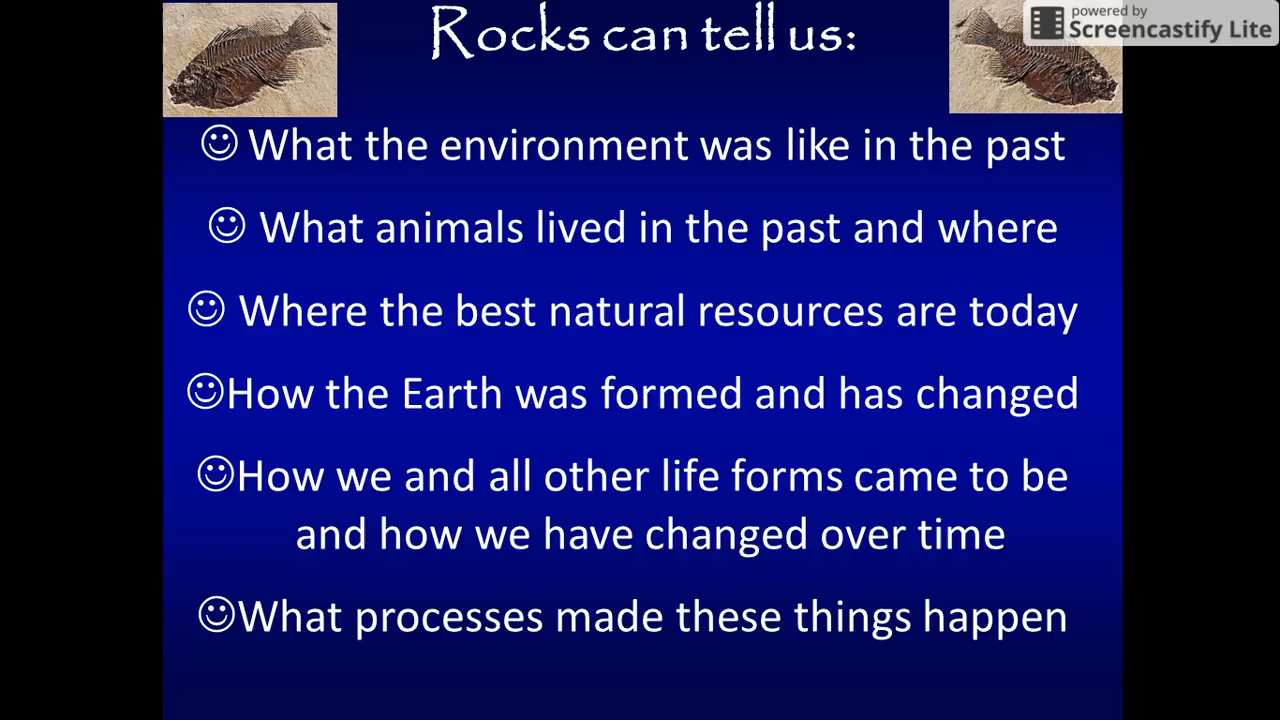 Rocks can tell us:
powered by
Screencastify Lite
☺ What the environment was like in the past
☺ What animals lived in the past and where
☺ Where the best natural resources are today
☺How the Earth was formed and has changed
☺How we and all other life forms came to be
and how we have changed over time
☺What processes made these things happen